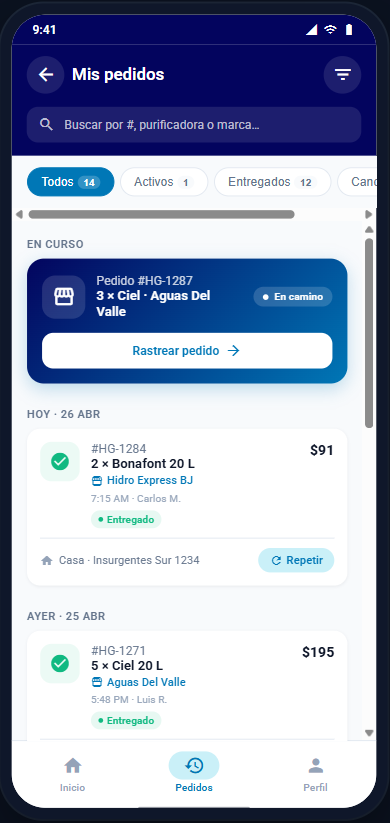 9:41
Mis pedidos
Buscar por #, purificadora o marca...
Todos 14 Activos 1 Entregados 12 Canc
EN CURSO
Pedido #HG-1287
3 × Ciel · Aguas Del
Valle
En camino
Rastrear pedido
HOY · 26 ABR
#HG-1284
$91
2 × Bonafont 20 L
Hidro Express BJ
7:15 AM · Carlos M.
Entregado
Casa · Insurgentes Sur 1234
Repetir
AYER · 25 ABR
#HG-1271
$195
5 × Ciel 20 L
Aguas Del Valle
5:48 PM · Luis R.
Entregado
Inicio Pedidos Perfil